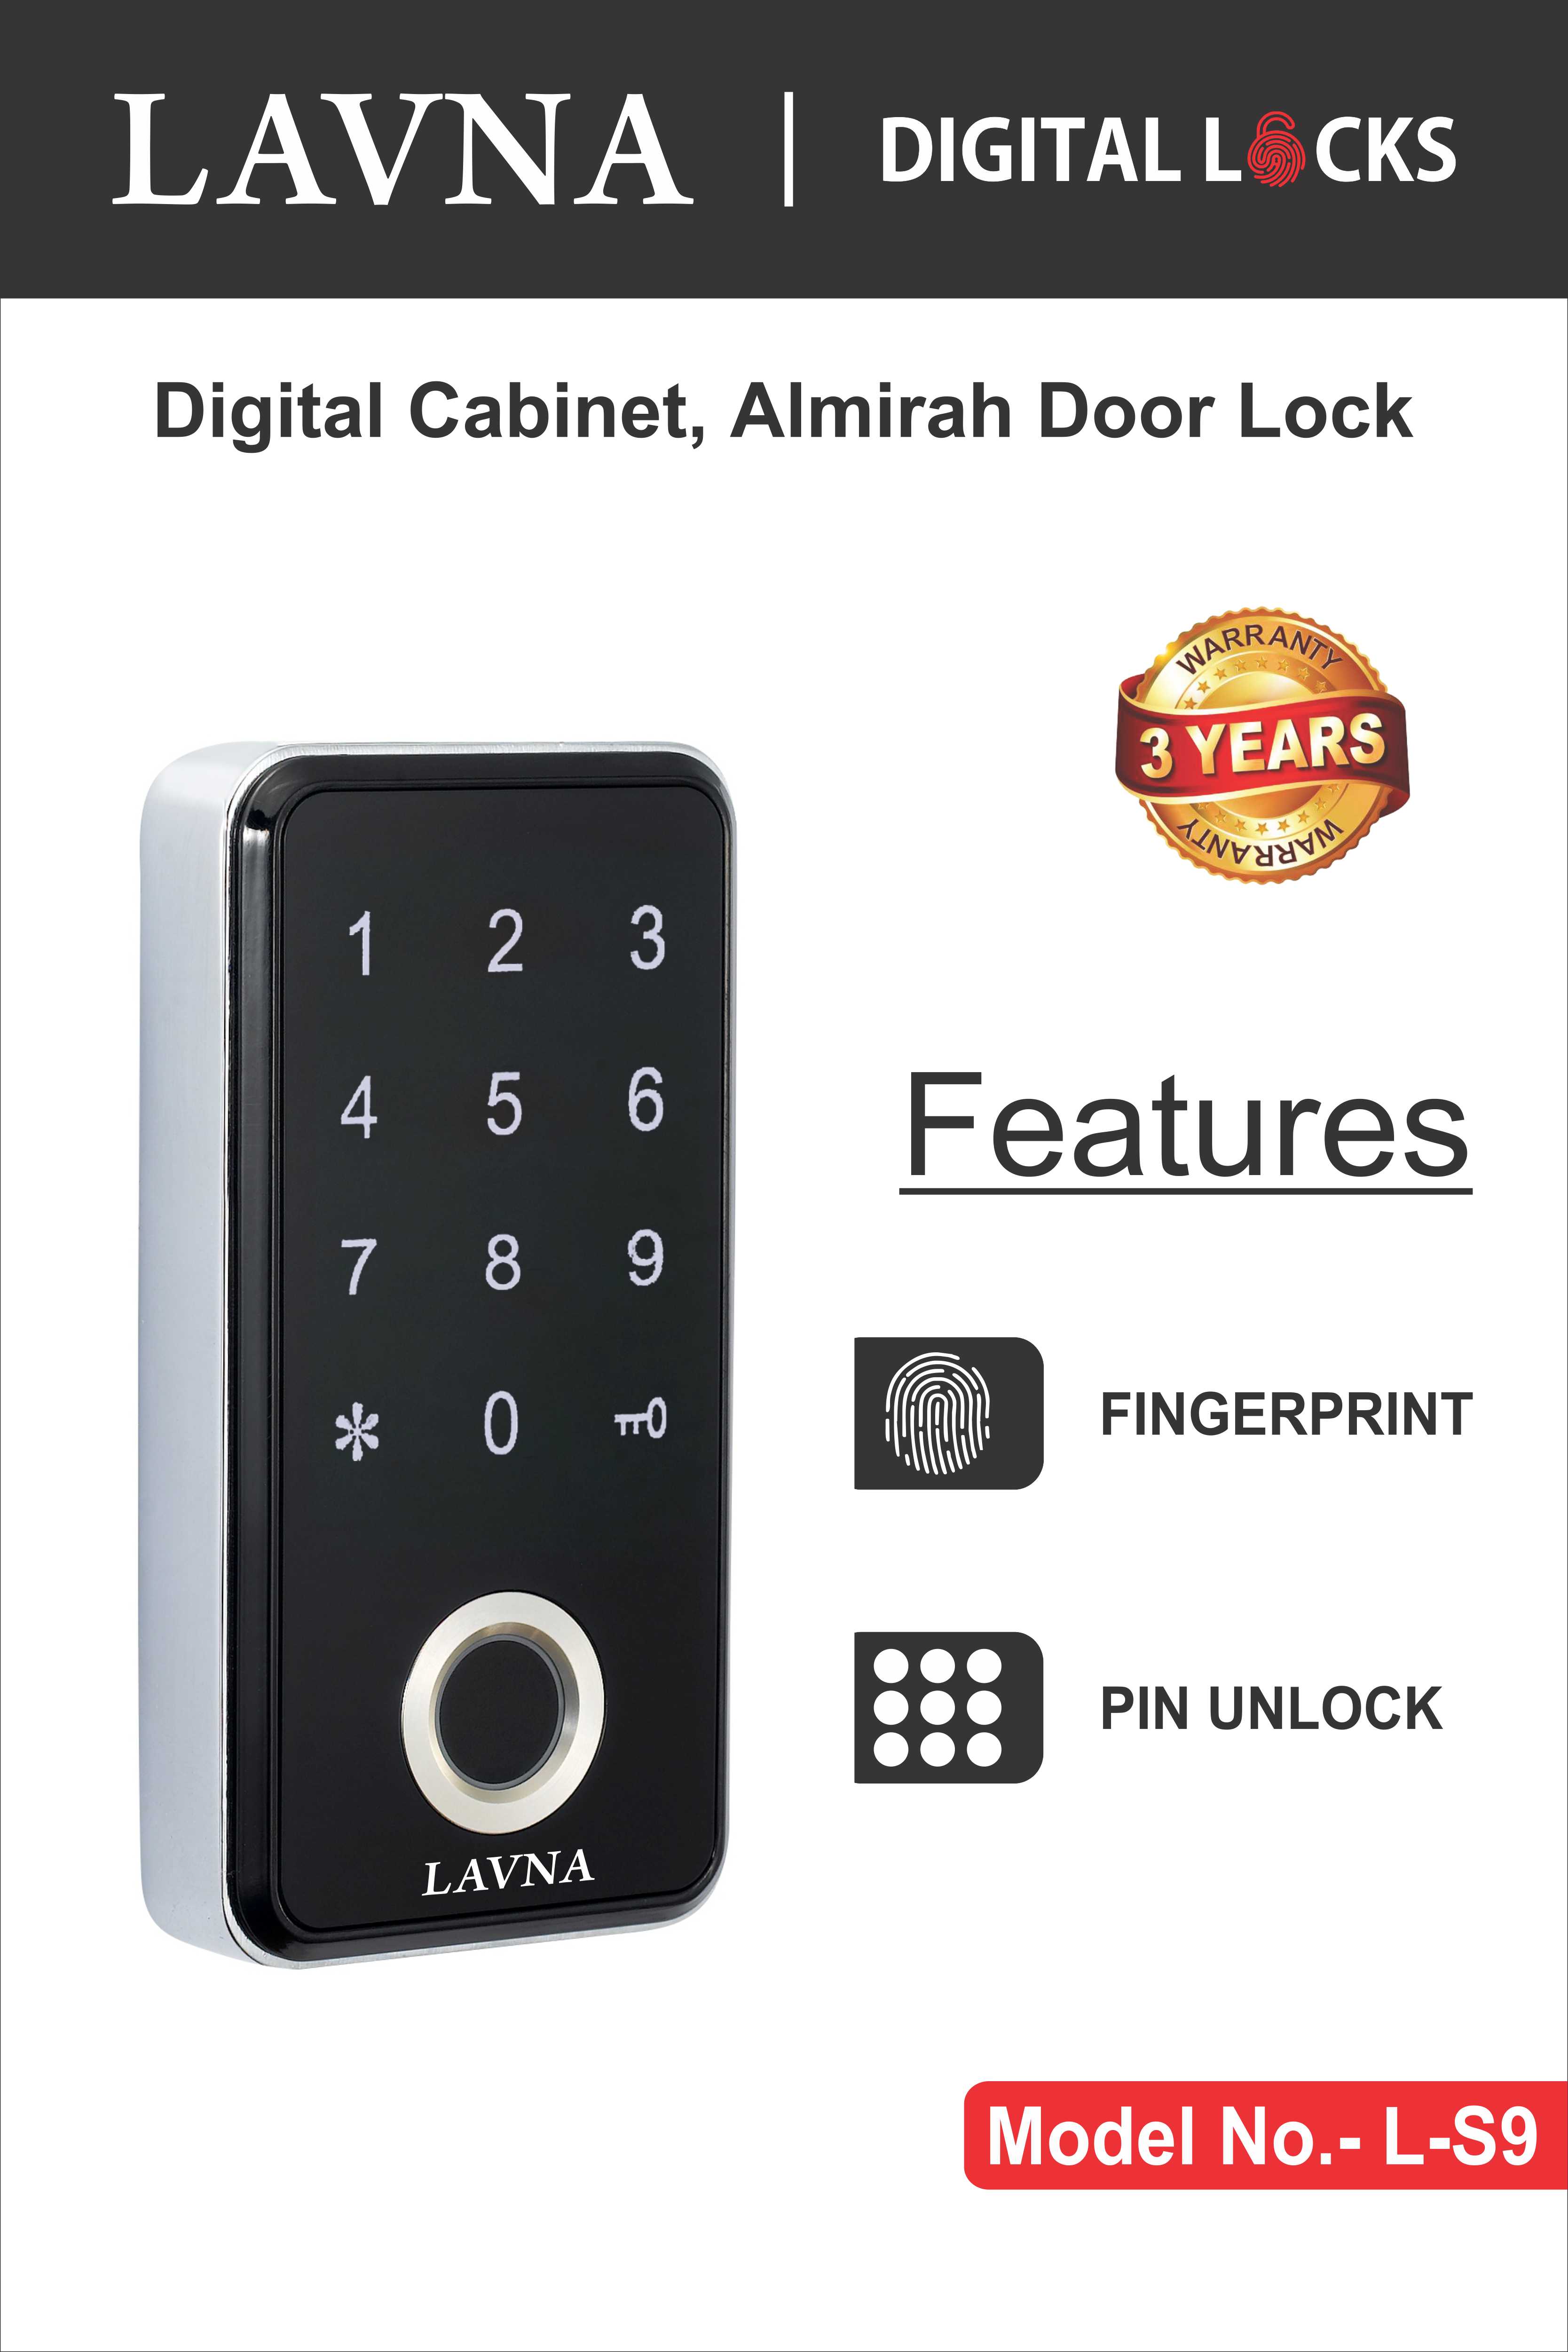 LAVNA | DIGITAL LOCKS
Digital Cabinet, Almirah Door Lock
WARRANTY
3 YEARS
WARRANTY
1 2 3
4 5 6
7 8 9
* 0
LAVNA
Features
FINGERPRINT
PIN UNLOCK
Model No.- L-S9